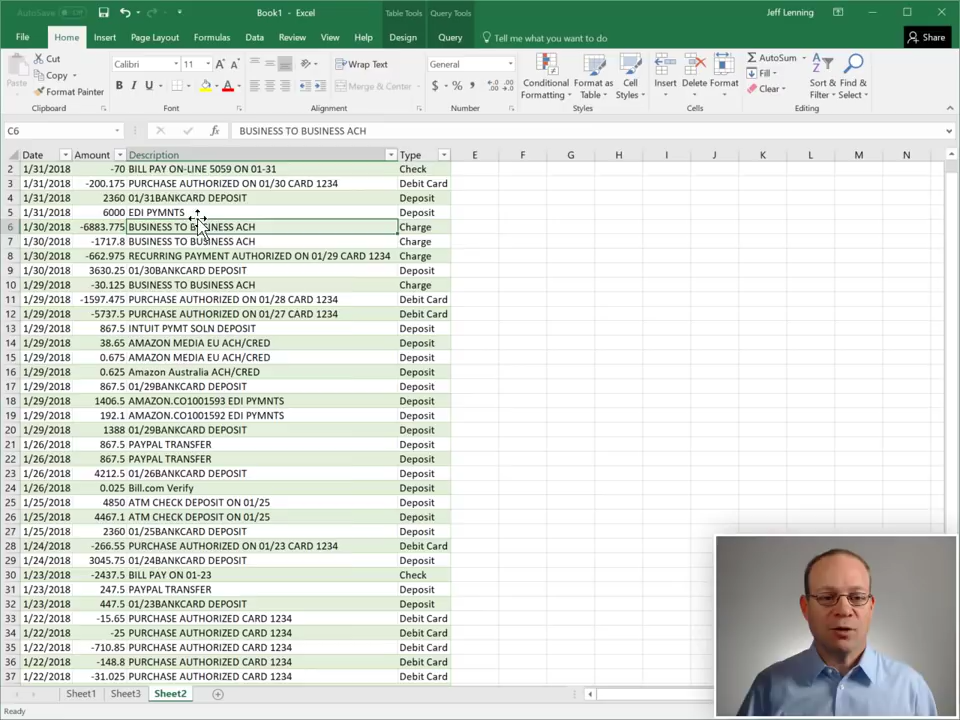 AutoSave Off Book1 - Excel Table Tools Query Tools Jeff Lenning
File Home Insert Page Layout Formulas Data Review View Help Design Query Tell me what you want to do Share
Paste Cut Copy Format Painter Clipboard
Calibri 11 A A B I U A Font
Wrap Text Merge & Center Alignment
General $ % , Number
Conditional Formatting Format as Table Cell Styles Styles
Insert Delete Format Cells
AutoSum Fill Clear Sort & Filter Find & Select Editing
C6 fx BUSINESS TO BUSINESS ACH
Date Amount Description Type E F G H I J K L M N
2 1/31/2018 -70 BILL PAY ON-LINE 5059 ON 01-31 Check
3 1/31/2018 -200.175 PURCHASE AUTHORIZED ON 01/30 CARD 1234 Debit Card
4 1/31/2018 2360 01/31BANKCARD DEPOSIT Deposit
5 1/31/2018 6000 EDI PYMNTS Deposit
6 1/30/2018 -6883.775 BUSINESS TO BUSINESS ACH Charge
7 1/30/2018 -1717.8 BUSINESS TO BUSINESS ACH Charge
8 1/30/2018 -662.975 RECURRING PAYMENT AUTHORIZED ON 01/29 CARD 1234 Charge
9 1/30/2018 3630.25 01/30BANKCARD DEPOSIT Deposit
10 1/30/2018 -30.125 BUSINESS TO BUSINESS ACH Charge
11 1/29/2018 -1597.475 PURCHASE AUTHORIZED ON 01/28 CARD 1234 Debit Card
12 1/29/2018 -5737.5 PURCHASE AUTHORIZED ON 01/27 CARD 1234 Debit Card
13 1/29/2018 867.5 INTUIT PYMT SOLN DEPOSIT Deposit
14 1/29/2018 38.65 AMAZON MEDIA EU ACH/CRED Deposit
15 1/29/2018 0.675 AMAZON MEDIA EU ACH/CRED Deposit
16 1/29/2018 0.625 Amazon Australia ACH/CRED Deposit
17 1/29/2018 867.5 01/29BANKCARD DEPOSIT Deposit
18 1/29/2018 1406.5 AMAZON.CO1001593 EDI PYMNTS Deposit
19 1/29/2018 192.1 AMAZON.CO1001592 EDI PYMNTS Deposit
20 1/29/2018 1388 01/29BANKCARD DEPOSIT Deposit
21 1/26/2018 867.5 PAYPAL TRANSFER Deposit
22 1/26/2018 867.5 PAYPAL TRANSFER Deposit
23 1/26/2018 4212.5 01/26BANKCARD DEPOSIT Deposit
24 1/26/2018 0.025 Bill.com Verify Deposit
25 1/25/2018 4850 ATM CHECK DEPOSIT ON 01/25 Deposit
26 1/25/2018 4467.1 ATM CHECK DEPOSIT ON 01/25 Deposit
27 1/25/2018 2360 01/25BANKCARD DEPOSIT Deposit
28 1/24/2018 -266.55 PURCHASE AUTHORIZED ON 01/23 CARD 1234 Debit Card
29 1/24/2018 3045.75 01/24BANKCARD DEPOSIT Deposit
30 1/23/2018 -2437.5 BILL PAY ON 01-23 Check
31 1/23/2018 247.5 PAYPAL TRANSFER Deposit
32 1/23/2018 447.5 01/23BANKCARD DEPOSIT Deposit
33 1/22/2018 -15.65 PURCHASE AUTHORIZED CARD 1234 Debit Card
34 1/22/2018 -25 PURCHASE AUTHORIZED CARD 1234 Debit Card
35 1/22/2018 -710.85 PURCHASE AUTHORIZED CARD 1234 Debit Card
36 1/22/2018 -148.8 PURCHASE AUTHORIZED CARD 1234 Debit Card
37 1/22/2018 -31.025 PURCHASE AUTHORIZED CARD 1234 Debit Card
Sheet1 Sheet3 Sheet2
Ready